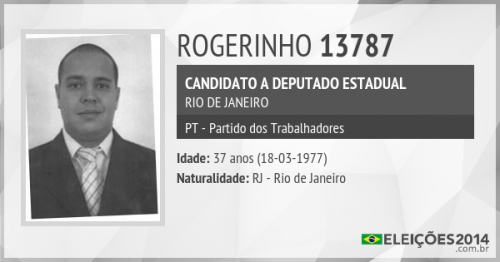 ROGERINHO 13787
CANDIDATO A DEPUTADO ESTADUAL
RIO DE JANEIRO
PT - Partido dos Trabalhadores
Idade: 37 anos (18-03-1977)
Naturalidade: RJ - Rio de Janeiro
ELEIÇÕES2014
.com.br